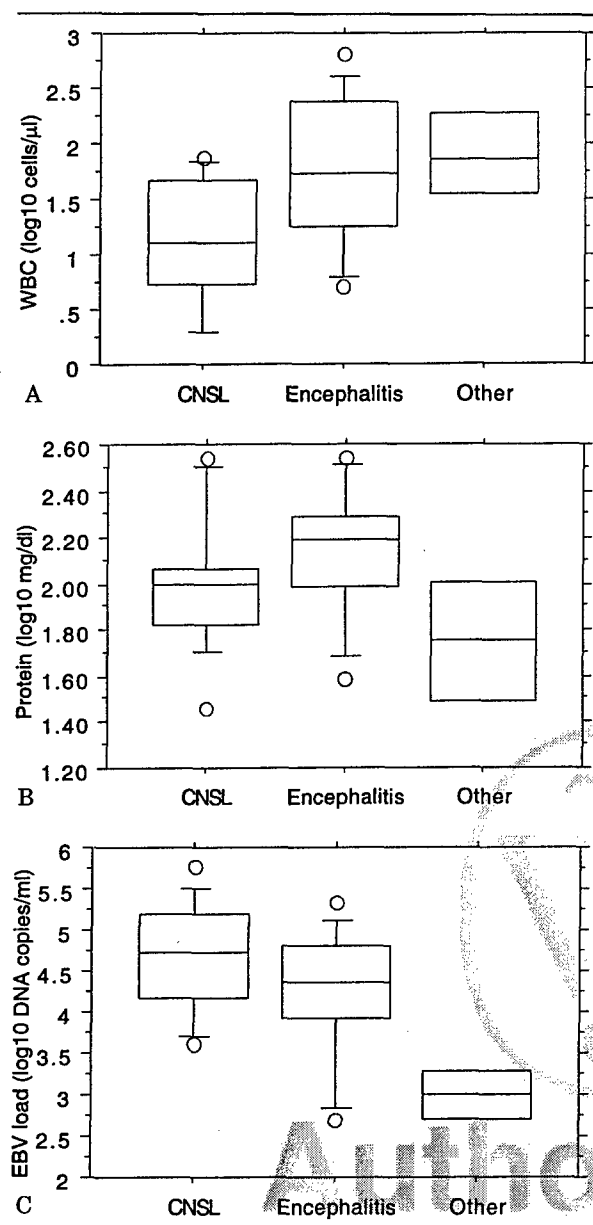 WBC (log10 cells/µl)
3
2.5
2
1.5
1
.5
0
A
CNSL
Encephalitis
Other
Protein (log10 mg/dl)
2.60
2.40
2.20
2.00
1.80
1.60
1.40
1.20
B
CNSL
Encephalitis
Other
EBV load (log10 DNA copies/ml)
6
5.5
5
4.5
4
3.5
3
2.5
2
C
CNSL
Encephalitis
Other
Autho